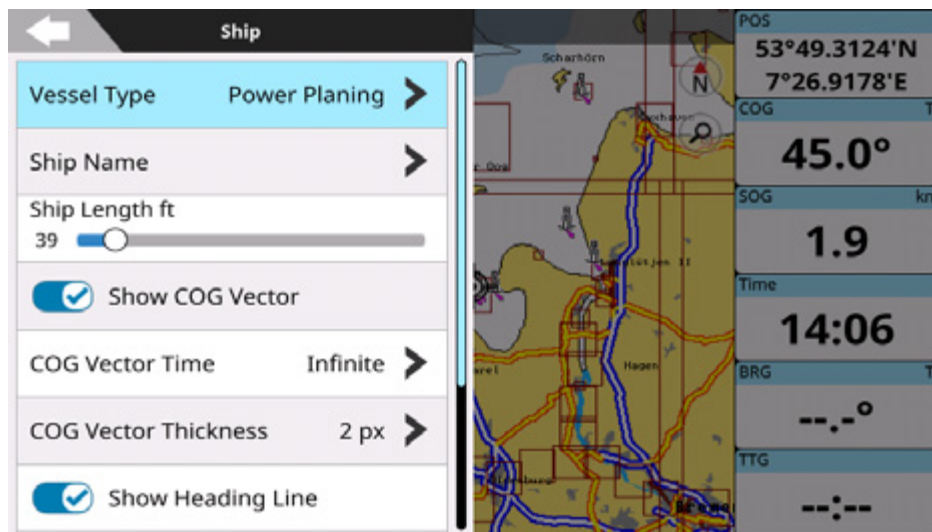 Ship
Vessel Type Power Planing
Ship Name
Ship Length ft
39
Show COG Vector
COG Vector Time Infinite
COG Vector Thickness 2 px
Show Heading Line
Scharhörn
N
Hagen
POS
53°49.3124'N
7°26.9178'E
COG T
45.0°
SOG kn
1.9
Time
14:06
BRG T
--.-°
TTG
--:--